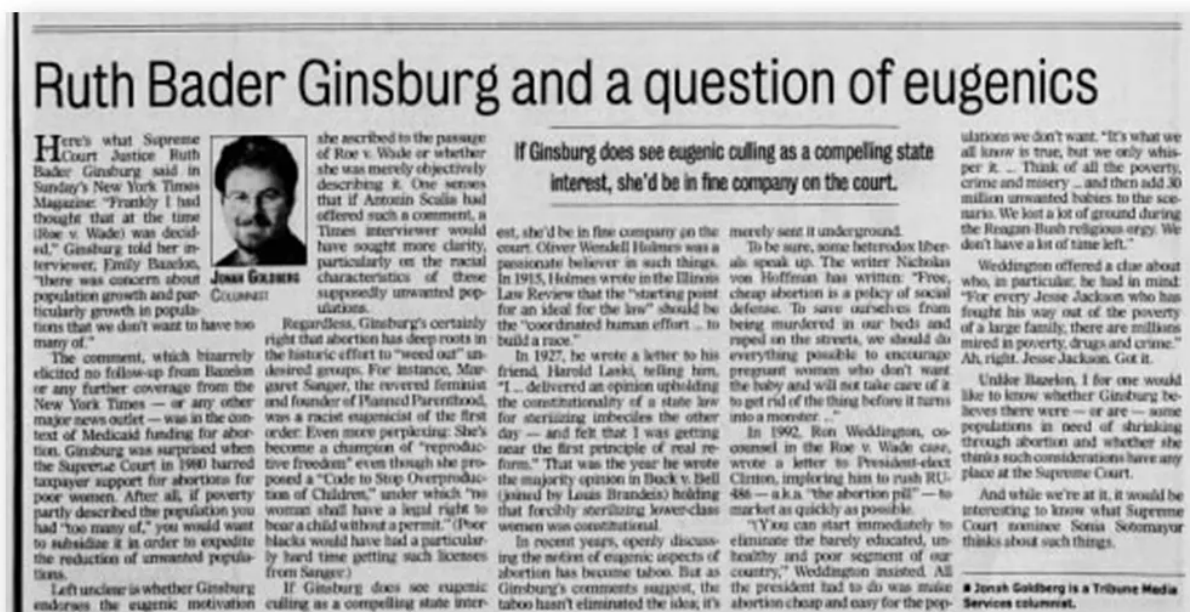 Ruth Bader Ginsburg and a question of eugenics
Here's what Supreme
Court Justice Ruth
Bader Ginsburg said in
Sunday's New York Times
Magazine: "Frankly I had
thought that at the time
(Roe v. Wade) was decid-
ed," Ginsburg told her in-
terviewer, Emily Bazelon,
"there was concern about
population growth and par-
ticularly growth in popula-
tions that we don't want to have too
many of."
The comment, which bizarrely
elicited no follow-up from Bazelon
or any further coverage from the
New York Times — or any other
major news outlet — was in the con-
text of Medicaid funding for abor-
tion. Ginsburg was surprised when
the Supreme Court in 1980 barred
taxpayer support for abortions for
poor women. After all, if poverty
partly described the population you
had "too many of," you would want
to subsidize it in order to expedite
the reduction of unwanted popula-
tions.
Left unclear is whether Ginsburg
endorses the eugenic motivation
JONAH GOLDBERG
COLUMNIST
she ascribed to the passage
of Roe v. Wade or whether
she was merely objectively
describing it. One senses
that if Antonin Scalia had
offered such a comment, a
Times interviewer would
have sought more clarity,
particularly on the racial
characteristics of these
supposedly unwanted pop-
ulations.
Regardless, Ginsburg's certainly
right that abortion has deep roots in
the historic effort to "weed out" un-
desired groups. For instance, Mar-
garet Sanger, the revered feminist
and founder of Planned Parenthood,
was a racist eugenicist of the first
order. Even more perplexing: She's
become a champion of "reproduc-
tive freedom" even though she pro-
posed a "Code to Stop Overproduc-
tion of Children," under which "no
woman shall have a legal right to
bear a child without a permit." (Poor
blacks would have had a particular-
ly hard time getting such licenses
from Sanger.)
If Ginsburg does see eugenic
culling as a compelling state inter-
If Ginsburg does see eugenic culling as a compelling state
interest, she'd be in fine company on the court.
est, she'd be in fine company on the
court. Oliver Wendell Holmes was a
passionate believer in such things.
In 1915, Holmes wrote in the Illinois
Law Review that the "starting point
for an ideal for the law" should be
the "coordinated human effort ... to
build a race."
In 1927, he wrote a letter to his
friend, Harold Laski, telling him,
"I ... delivered an opinion upholding
the constitutionality of a state law
for sterilizing imbeciles the other
day — and felt that I was getting
near the first principle of real re-
form." That was the year he wrote
the majority opinion in Buck v. Bell
(joined by Louis Brandeis) holding
that forcibly sterilizing lower-class
women was constitutional.
In recent years, openly discuss-
ing the notion of eugenic aspects of
abortion has become taboo. But as
Ginsburg's comments suggest, the
taboo hasn't eliminated the idea; it's
merely sent it underground.
To be sure, some heterodox liber-
als speak up. The writer Nicholas
von Hoffman has written: "Free,
cheap abortion is a policy of social
defense. To save ourselves from
being murdered in our beds and
raped on the streets, we should do
everything possible to encourage
pregnant women who don't want
the baby and will not take care of it
to get rid of the thing before it turns
into a monster ..."
In 1992, Ron Weddington, co-
counsel in the Roe v. Wade case,
wrote a letter to President-elect
Clinton, imploring him to rush RU-
486 — a.k.a. "the abortion pill" — to
market as quickly as possible.
"(Y)ou can start immediately to
eliminate the barely educated, un-
healthy and poor segment of our
country," Weddington insisted. All
the president had to do was make
abortion cheap and easy for the pop-
ulations we don't want. "It's what we
all know is true, but we only whis-
per it. ... Think of all the poverty,
crime and misery ... and then add 30
million unwanted babies to the sce-
nario. We lost a lot of ground during
the Reagan-Bush religious orgy. We
don't have a lot of time left."
Weddington offered a clue about
who, in particular, he had in mind:
"For every Jesse Jackson who has
fought his way out of the poverty
of a large family, there are millions
mired in poverty, drugs and crime."
Ah, right. Jesse Jackson. Got it.
Unlike Bazelon, I for one would
like to know whether Ginsburg be-
lieves there were — or are — some
populations in need of shrinking
through abortion and whether she
thinks such considerations have any
place at the Supreme Court.
And while we're at it, it would be
interesting to know what Supreme
Court nominee Sonia Sotomayor
thinks about such things.
■ Jonah Goldberg is a Tribune Media
Services columnist.